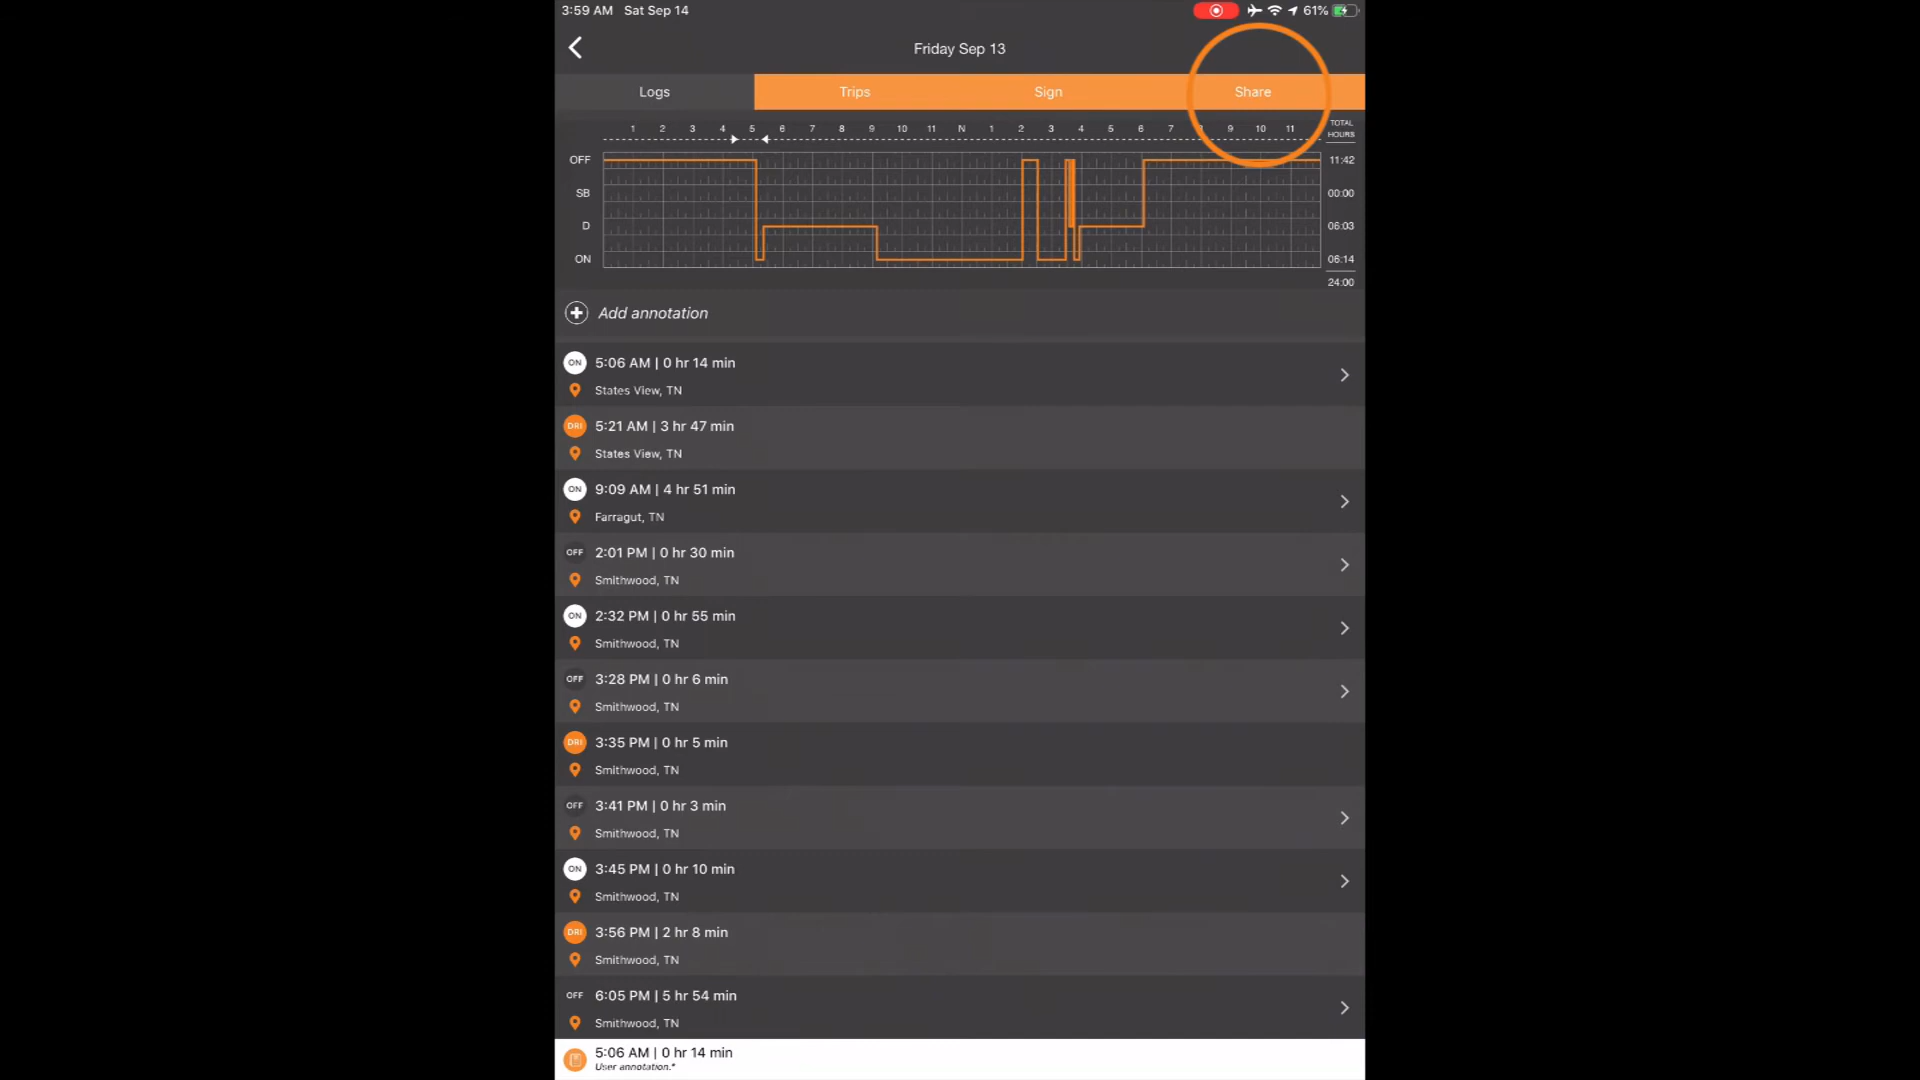 3:59 AM Sat Sep 14
61%
Friday Sep 13
Logs Trips Sign Share
1 2 3 4 5 6 7 8 9 10 11 N 1 2 3 4 5 6 7 9 10 11 TOTAL HOURS
OFF 11:42
SB 00:00
D 06:03
ON 06:14
24:00
Add annotation
ON 5:06 AM | 0 hr 14 min
States View, TN
DRI 5:21 AM | 3 hr 47 min
States View, TN
ON 9:09 AM | 4 hr 51 min
Farragut, TN
OFF 2:01 PM | 0 hr 30 min
Smithwood, TN
ON 2:32 PM | 0 hr 55 min
Smithwood, TN
OFF 3:28 PM | 0 hr 6 min
Smithwood, TN
DRI 3:35 PM | 0 hr 5 min
Smithwood, TN
OFF 3:41 PM | 0 hr 3 min
Smithwood, TN
ON 3:45 PM | 0 hr 10 min
Smithwood, TN
DRI 3:56 PM | 2 hr 8 min
Smithwood, TN
OFF 6:05 PM | 5 hr 54 min
Smithwood, TN
5:06 AM | 0 hr 14 min
User annotation.*